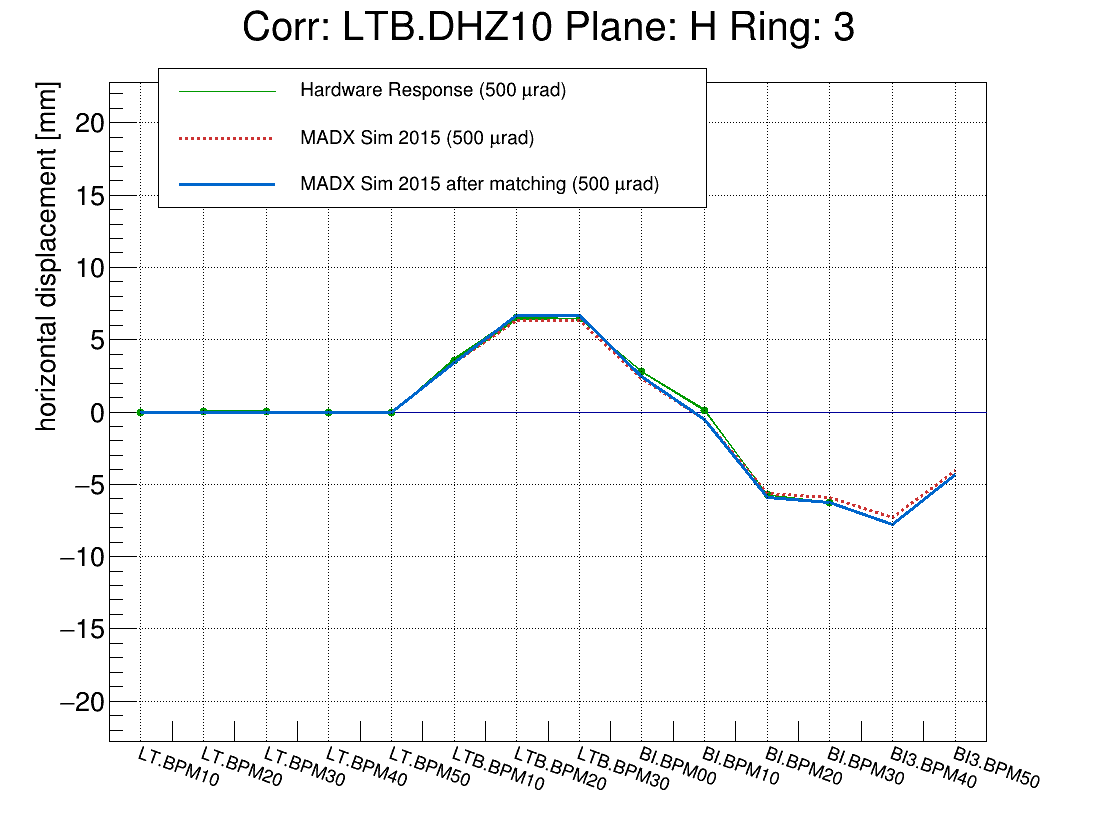 Corr: LTB.DHZ10 Plane: H Ring: 3
horizontal displacement [mm]
Hardware Response (500 μrad)
MADX Sim 2015 (500 μrad)
MADX Sim 2015 after matching (500 μrad)
20
15
10
5
0
−5
−10
−15
−20
LT.BPM10
LT.BPM20
LT.BPM30
LT.BPM40
LT.BPM50
LTB.BPM10
LTB.BPM20
LTB.BPM30
BI.BPM00
BI.BPM10
BI.BPM20
BI.BPM30
BI3.BPM40
BI3.BPM50